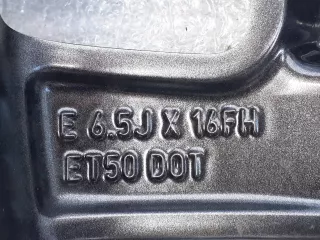 E 6.5J X 16FH
ET50 DOT